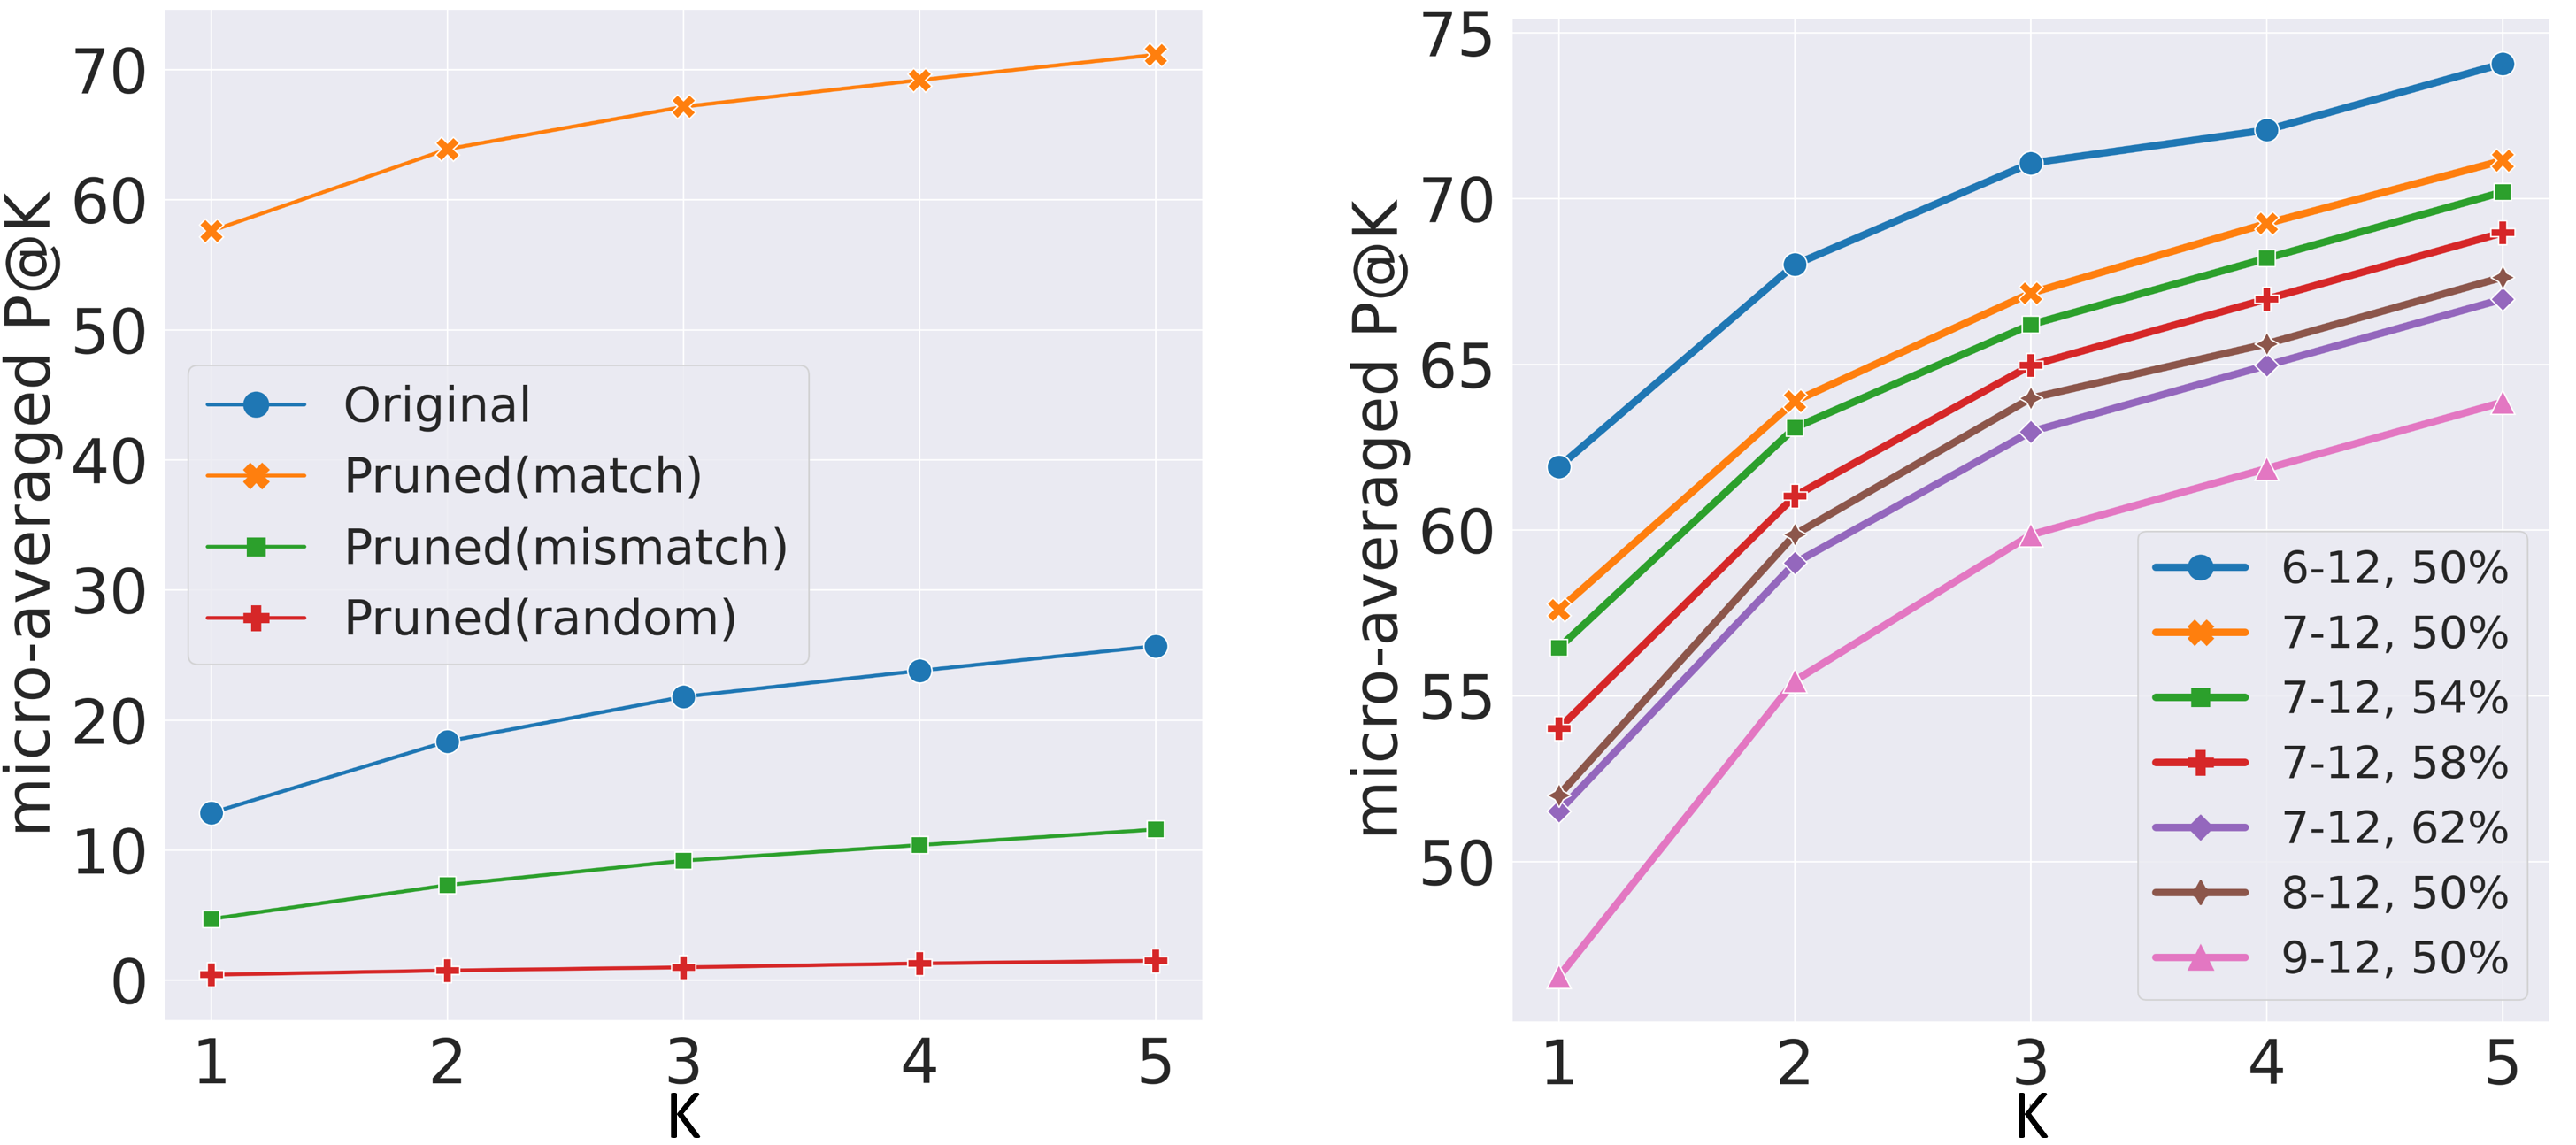 micro-averaged P@K
70
60
50
40
30
20
10
0
Original
Pruned(match)
Pruned(mismatch)
Pruned(random)
1 2 3 4 5
K
micro-averaged P@K
75
70
65
60
55
50
6-12, 50%
7-12, 50%
7-12, 54%
7-12, 58%
7-12, 62%
8-12, 50%
9-12, 50%
1 2 3 4 5
K